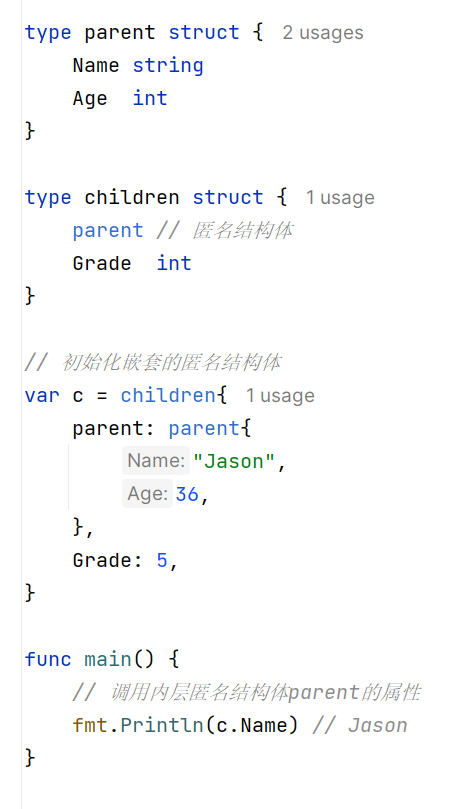 type parent struct { 2 usages
    Name string
    Age  int
}
type children struct { 1 usage
    parent // 匿名结构体
    Grade  int
}
// 初始化嵌套的匿名结构体
var c = children{ 1 usage
    parent: parent{
        Name: "Jason",
        Age: 36,
    },
    Grade: 5,
}
func main() {
    // 调用内层匿名结构体parent的属性
    fmt.Println(c.Name) // Jason
}